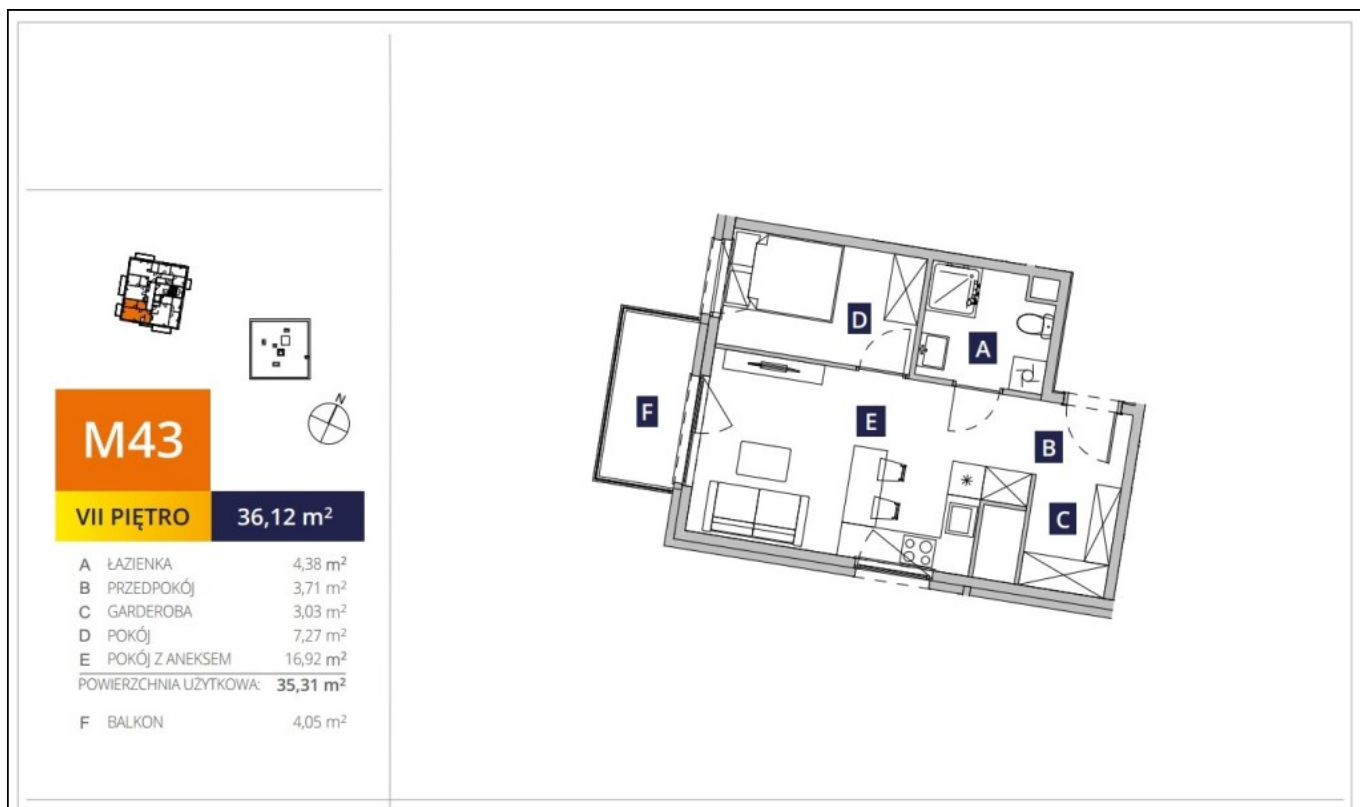 N
M43
VII PIĘTRO 36,12 m²
A ŁAZIENKA 4,38 m²
B PRZEDPOKÓJ 3,71 m²
C GARDEROBA 3,03 m²
D POKÓJ 7,27 m²
E POKÓJ Z ANEKSEM 16,92 m²
POWIERZCHNIA UŻYTKOWA: 35,31 m²
F BALKON 4,05 m²
D
A
F
E
B
C